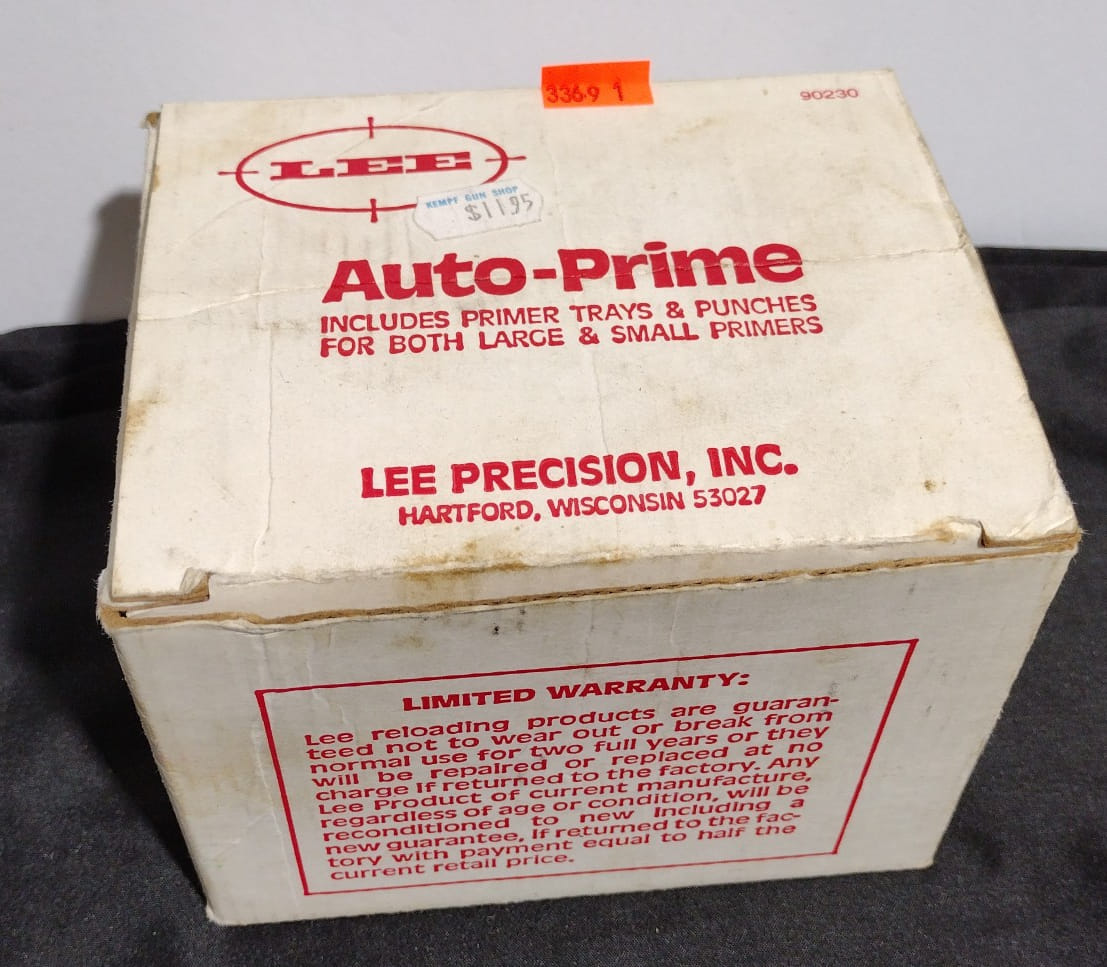 3369 1
90230
LEE
KEMPF GUN SHOP
$11.95
Auto-Prime
INCLUDES PRIMER TRAYS & PUNCHES
FOR BOTH LARGE & SMALL PRIMERS
LEE PRECISION, INC.
HARTFORD, WISCONSIN 53027
LIMITED WARRANTY:
Lee reloading products are guaran-
teed not to wear out or break from
normal use for two full years or they
will be repaired or replaced at no
charge if returned to the factory. Any
Lee Product of current manufacture,
regardless of age or condition, will be
reconditioned to new including a
new guarantee, if returned to the fac-
tory with payment equal to half the
current retail price.